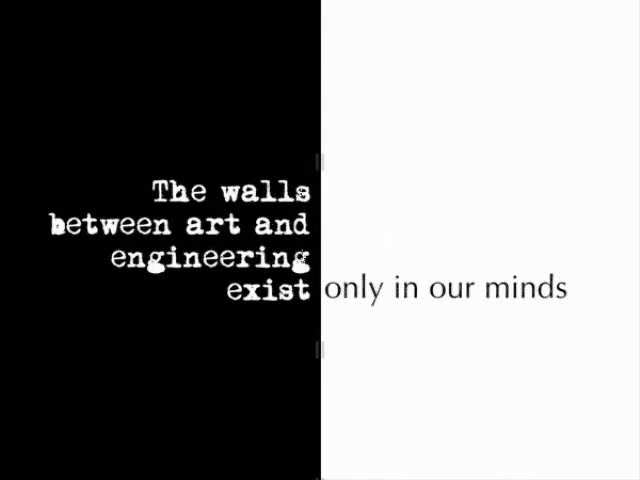 The walls
between art and
engineering
exist only in our minds